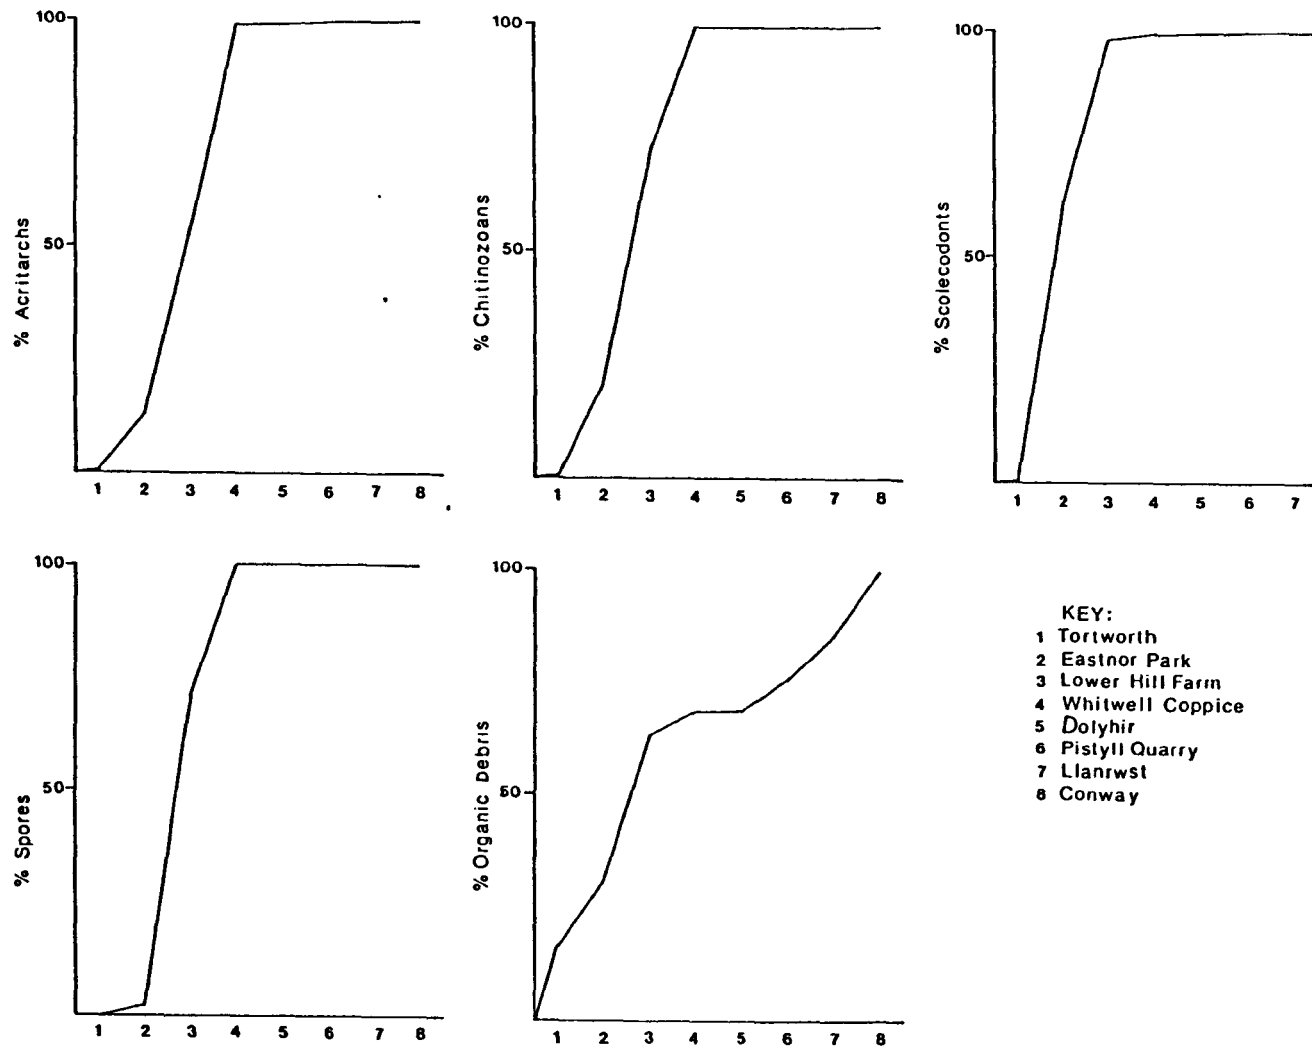 100
50
% Acritarchs
1 2 3 4 5 6 7 8
100
50
% Chitinozoans
1 2 3 4 5 6 7 8
100
50
% Scolecodonts
1 2 3 4 5 6 7
100
50
% Spores
1 2 3 4 5 6 7 8
100
50
% Organic Debris
1 2 3 4 5 6 7 8
KEY:
1 Tortworth
2 Eastnor Park
3 Lower Hill Farm
4 Whitwell Coppice
5 Dolyhir
6 Pistyll Quarry
7 Llanrwst
8 Conway